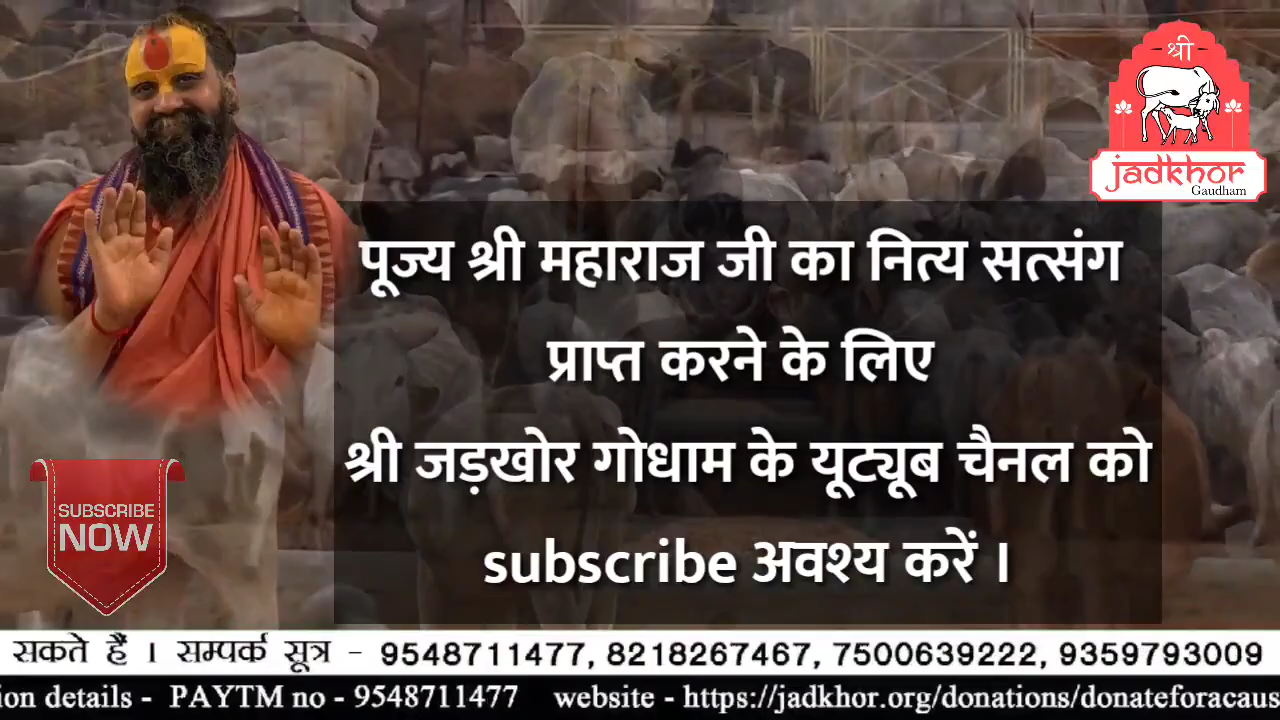 श्री
jadkhor
Gaudham
पूज्य श्री महाराज जी का नित्य सत्संग
प्राप्त करने के लिए
श्री जड़खोर गोधाम के यूट्यूब चैनल को
subscribe अवश्य करें ।
SUBSCRIBE
NOW
सकते हैं । सम्पर्क सूत्र - 9548711477, 8218267467, 7500639222, 9359793009
ion details - PAYTM no - 9548711477 website - https://jadkhor.org/donations/donateforacaus